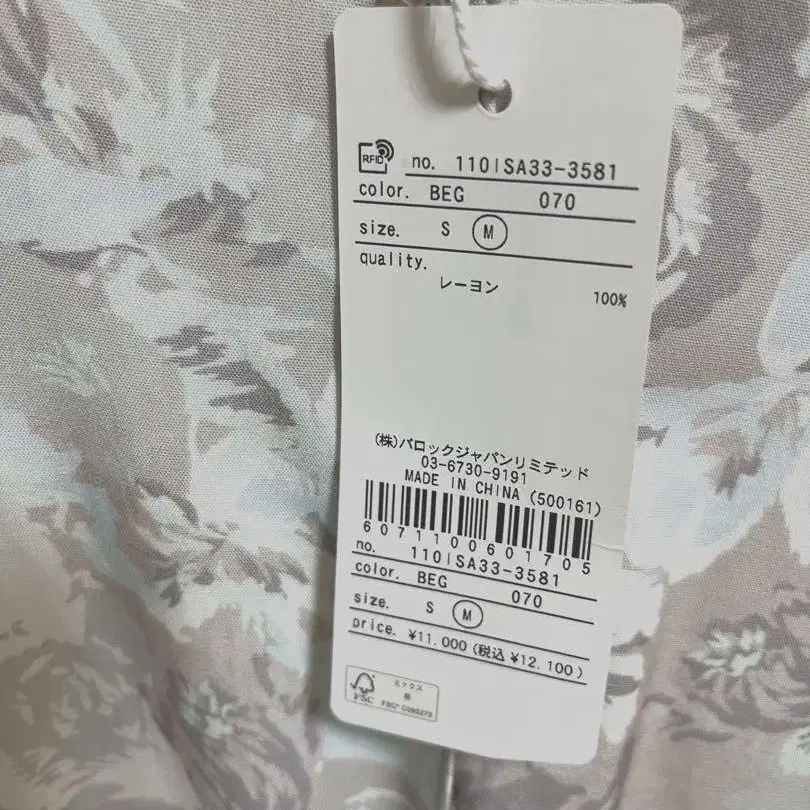 RFID no. 110ISA33-3581
color. BEG 070
size. S M
quality.
レーヨン 100%
(株)バロックジャパンリミテッド
03-6730-9191
MADE IN CHINA (500161)
6071100601705
no. 110ISA33-3581
color. BEG 070
size. S M
price. ¥11,000 (税込 ¥12,100)
ミックス
FSC